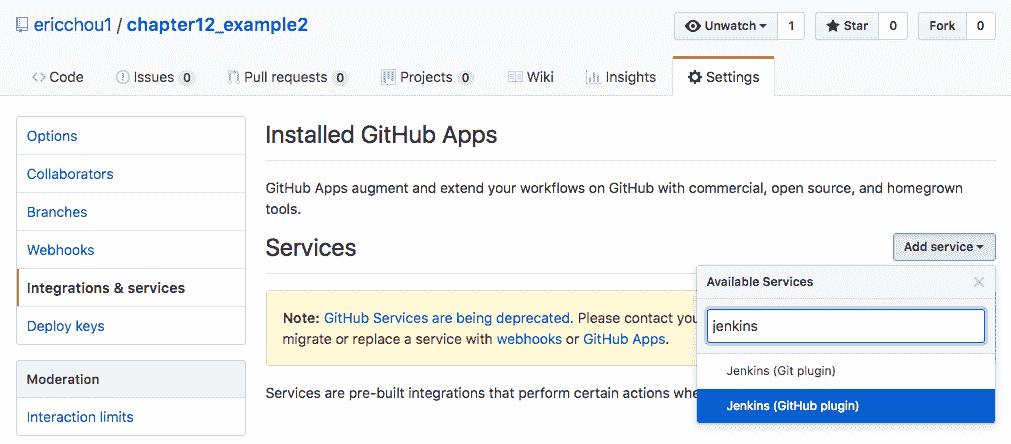 ericchou1 / chapter12_example2
Unwatch 1 Star 0 Fork 0
Code Issues 0 Pull requests 0 Projects 0 Wiki Insights Settings
Options
Collaborators
Branches
Webhooks
Integrations & services
Deploy keys
Moderation
Interaction limits
Installed GitHub Apps
GitHub Apps augment and extend your workflows on GitHub with commercial, open source, and homegrown
tools.
Services
Add service
Note: GitHub Services are being deprecated. Please contact
migrate or replace a service with webhooks or GitHub Apps.
Services are pre-built integrations that perform certain actions
Available Services
jenkins
Jenkins (Git plugin)
Jenkins (GitHub plugin)